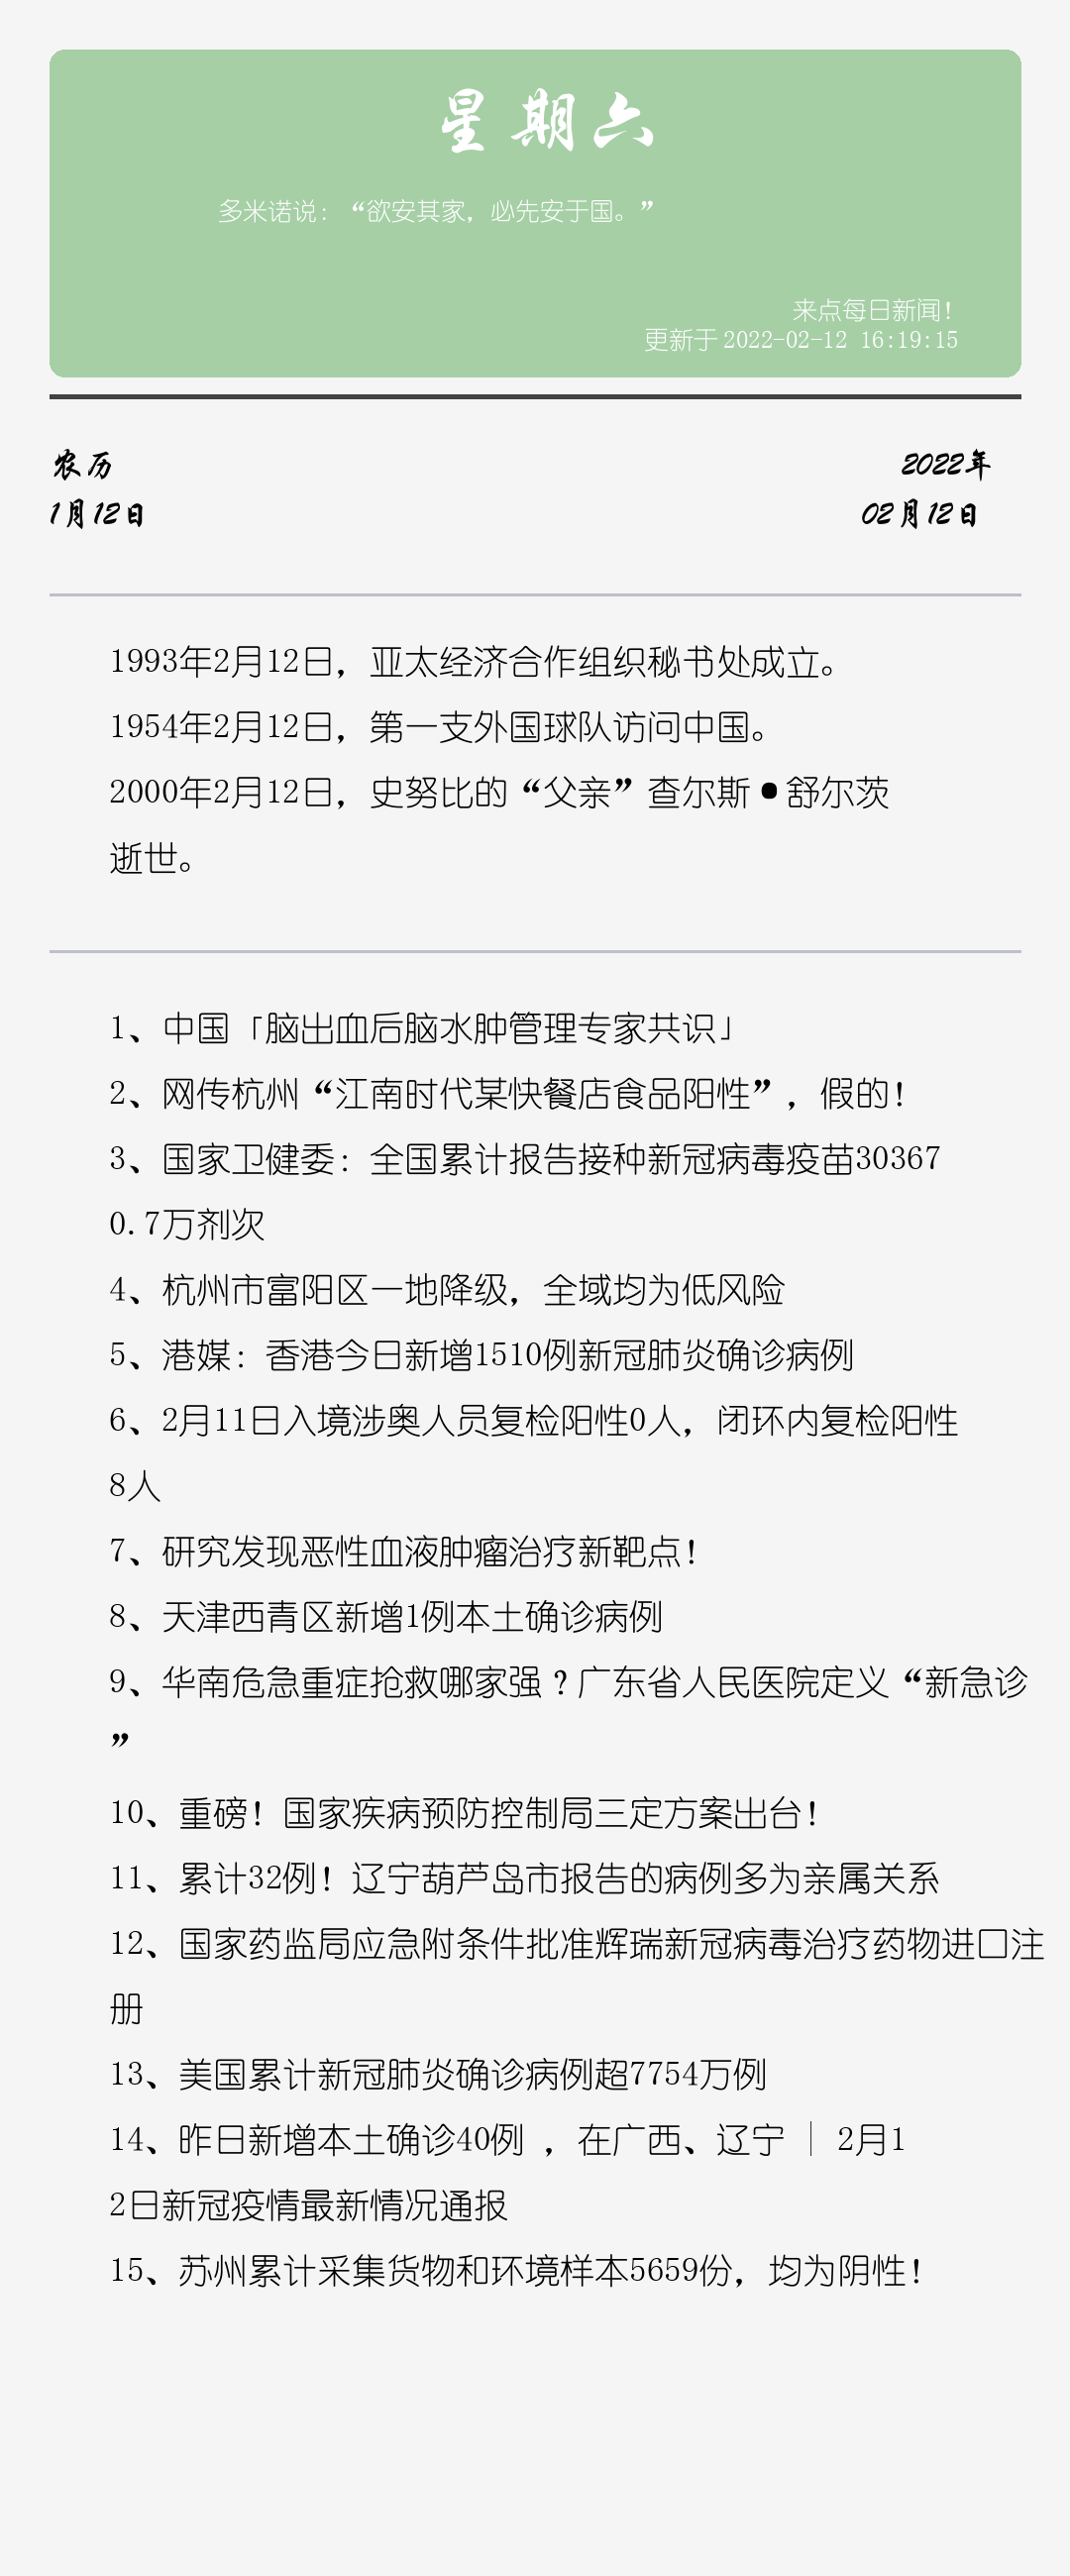 星期六
多米诺说：“欲安其家，必先安于国。”
来点每日新闻！
更新于 2022-02-12 16:19:15
农历
2022年
1月12日
02月12日
1993年2月12日，亚太经济合作组织秘书处成立。
1954年2月12日，第一支外国球队访问中国。
2000年2月12日，史努比的“父亲”查尔斯•舒尔茨
逝世。
1、中国「脑出血后脑水肿管理专家共识」
2、网传杭州“江南时代某快餐店食品阳性”，假的！
3、国家卫健委：全国累计报告接种新冠病毒疫苗30367
0.7万剂次
4、杭州市富阳区一地降级，全域均为低风险
5、港媒：香港今日新增1510例新冠肺炎确诊病例
6、2月11日入境涉奥人员复检阳性0人，闭环内复检阳性
8人
7、研究发现恶性血液肿瘤治疗新靶点！
8、天津西青区新增1例本土确诊病例
9、华南危急重症抢救哪家强？广东省人民医院定义“新急诊
”
10、重磅！国家疾病预防控制局三定方案出台！
11、累计32例！辽宁葫芦岛市报告的病例多为亲属关系
12、国家药监局应急附条件批准辉瑞新冠病毒治疗药物进口注
册
13、美国累计新冠肺炎确诊病例超7754万例
14、昨日新增本土确诊40例 ，在广西、辽宁 ｜ 2月1
2日新冠疫情最新情况通报
15、苏州累计采集货物和环境样本5659份，均为阴性！